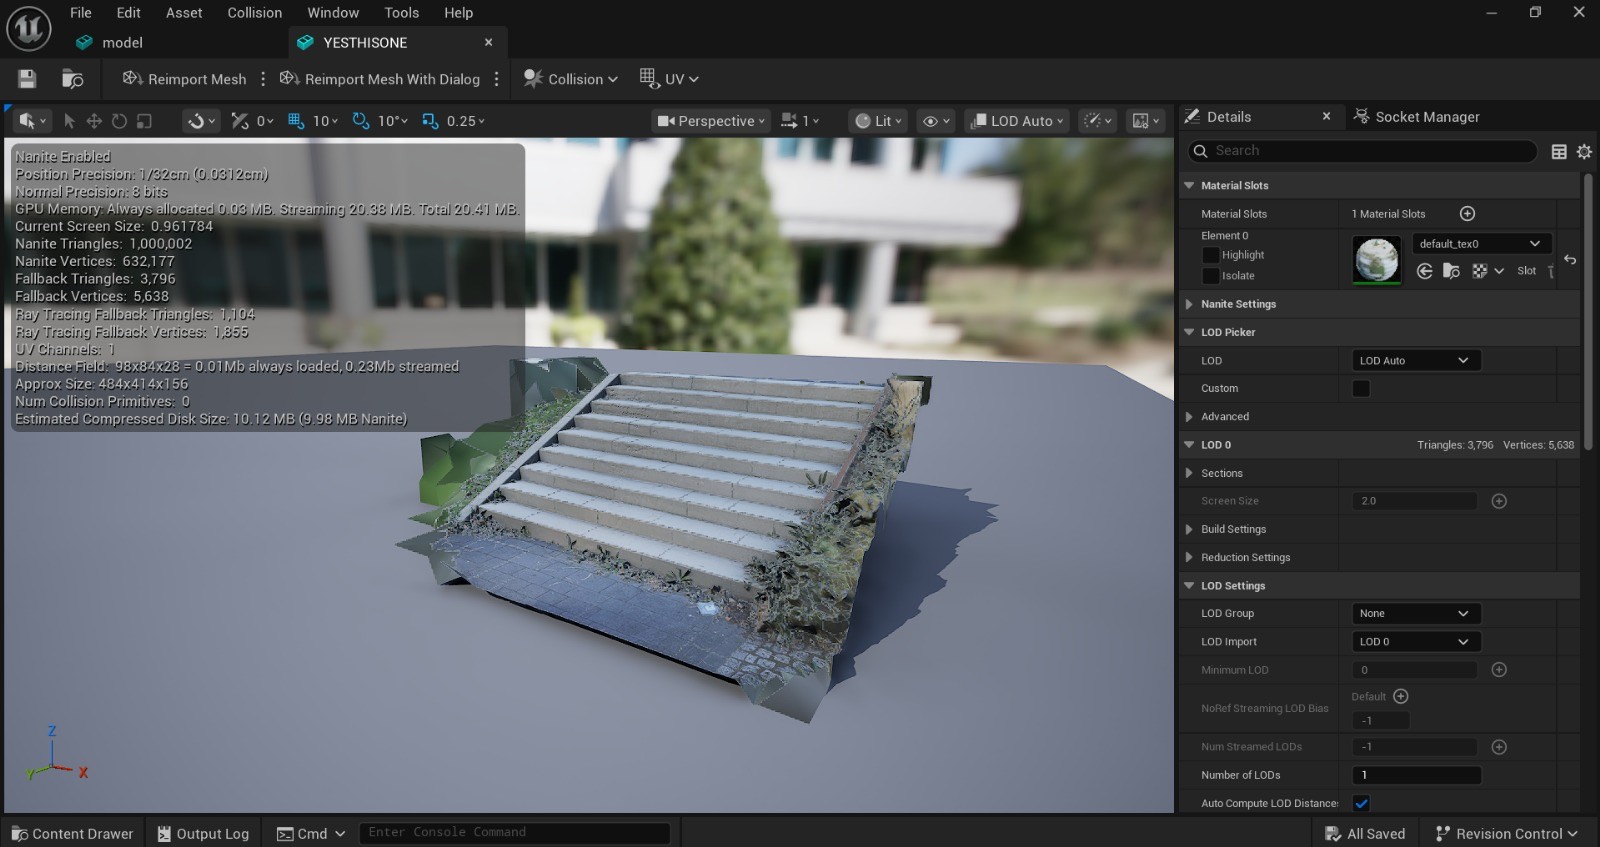 File Edit Asset Collision Window Tools Help
model
YESTHISONE
Reimport Mesh
Reimport Mesh With Dialog
Collision
UV
0
10
10°
0.25
Perspective
1
Lit
LOD Auto
Nanite Enabled
Position Precision: 1/32cm (0.0312cm)
Normal Precision: 8 bits
GPU Memory: Always allocated 0.03 MB. Streaming 20.38 MB. Total 20.41 MB.
Current Screen Size: 0.961784
Nanite Triangles: 1,000,002
Nanite Vertices: 632,177
Fallback Triangles: 3,796
Fallback Vertices: 5,638
Ray Tracing Fallback Triangles: 1,104
Ray Tracing Fallback Vertices: 1,855
UV Channels: 1
Distance Field: 98x84x28 = 0.01Mb always loaded, 0.23Mb streamed
Approx Size: 484x414x156
Num Collision Primitives: 0
Estimated Compressed Disk Size: 10.12 MB (9.98 MB Nanite)
Z
Y
X
Details
Socket Manager
Search
Material Slots
Material Slots 1 Material Slots
Element 0
Highlight
Isolate
default_tex0
Slot
Nanite Settings
LOD Picker
LOD LOD Auto
Custom
Advanced
LOD 0 Triangles: 3,796 Vertices: 5,638
Sections
Screen Size 2.0
Build Settings
Reduction Settings
LOD Settings
LOD Group None
LOD Import LOD 0
Minimum LOD 0
Default
NoRef Streaming LOD Bias
-1
Num Streamed LODs -1
Number of LODs 1
Auto Compute LOD Distances
Content Drawer
Output Log
Cmd
Enter Console Command
All Saved
Revision Control